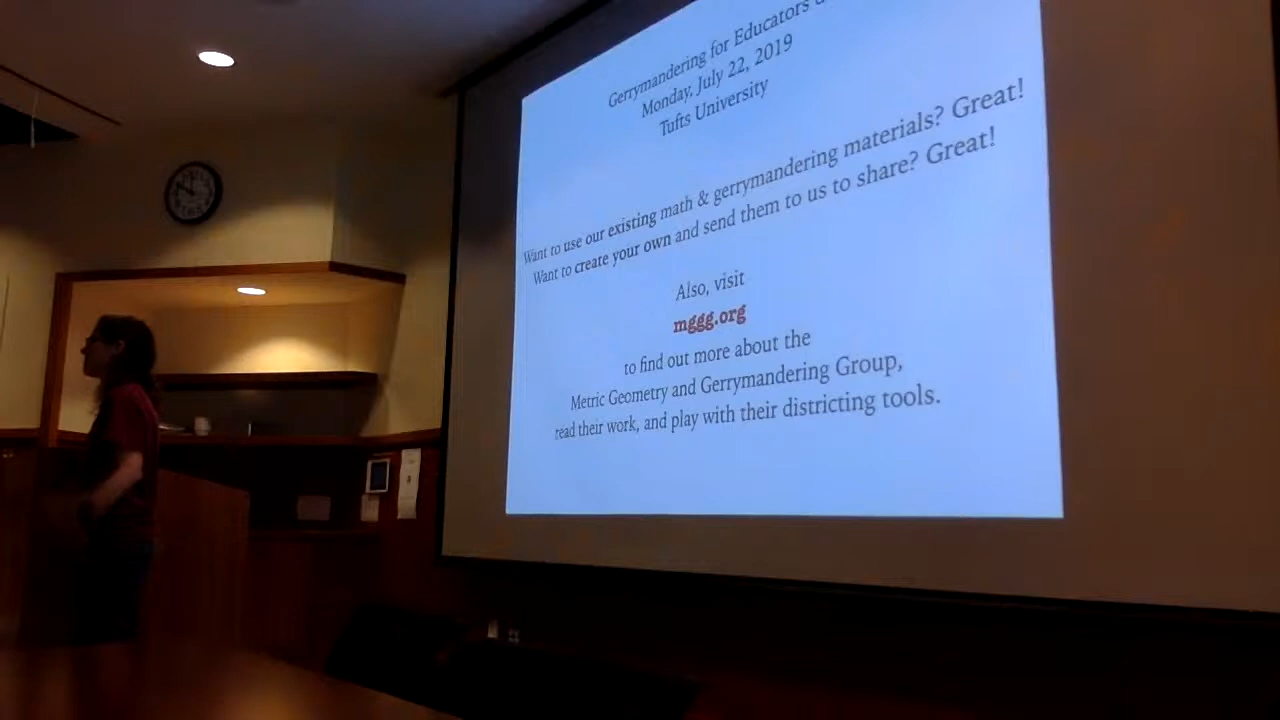 Gerrymandering for Educators
Monday, July 22, 2019
Tufts University
Want to use our existing math & gerrymandering materials? Great!
Want to create your own and send them to us to share? Great!
Also, visit
mggg.org
to find out more about the
Metric Geometry and Gerrymandering Group,
read their work, and play with their districting tools.